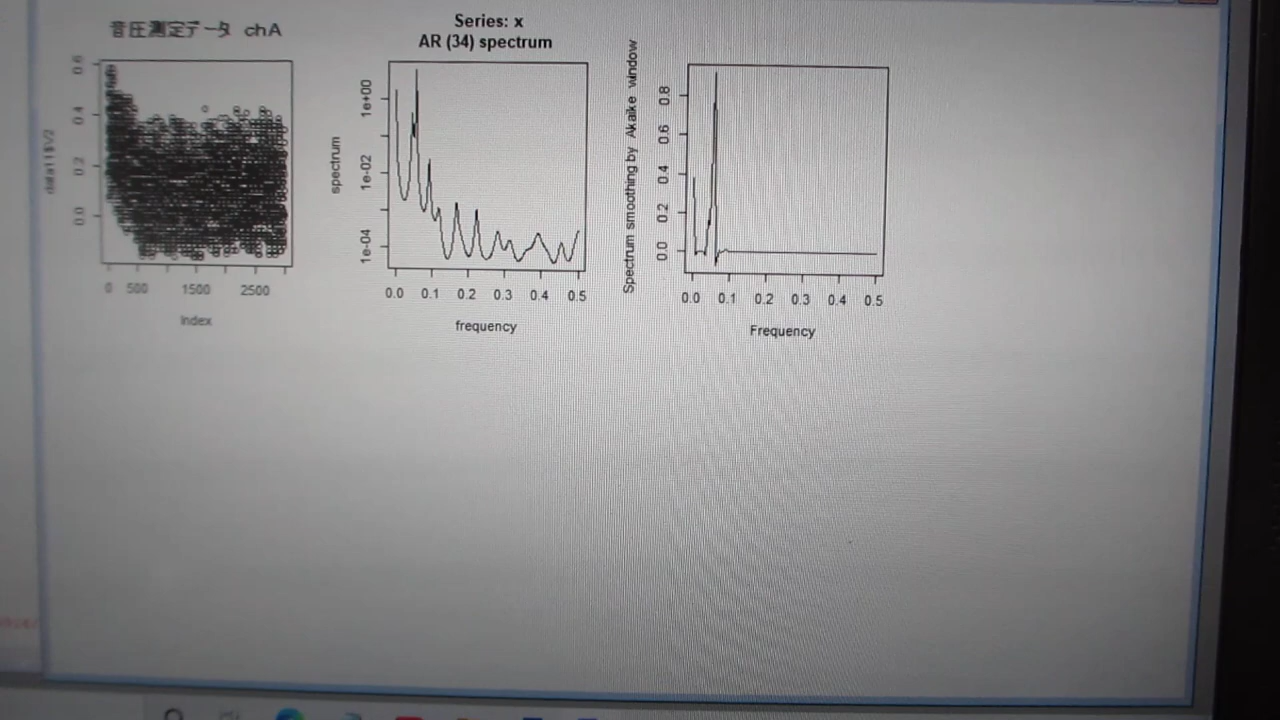 音圧測定データ chA
data11$V2
0.0 0.2 0.4 0.6
0 500 1500 2500
Index
Series: x
AR (34) spectrum
spectrum
1e-04 1e-02 1e+00
0.0 0.1 0.2 0.3 0.4 0.5
frequency
Spectrum smoothing by Akaike window
0.0 0.2 0.4 0.6 0.8
0.0 0.1 0.2 0.3 0.4 0.5
Frequency